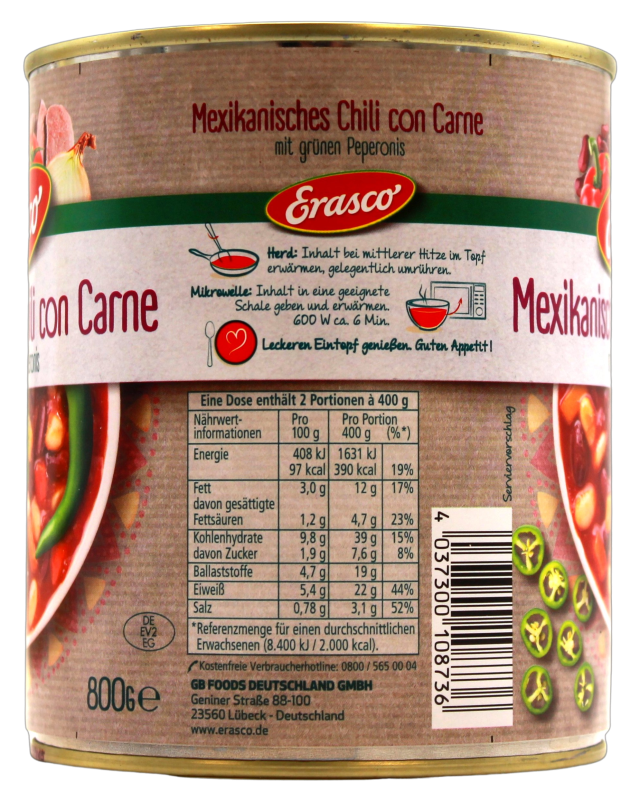 Mexikanisches Chili con Carne
mit grünen Peperonis
Erasco
Herd: Inhalt bei mittlerer Hitze im Topf
erwärmen, gelegentlich umrühren.
Mikrowelle: Inhalt in eine geeignete
Schale geben und erwärmen.
600 W ca. 6 Min.
Leckeren Eintopf genießen. Guten Appetit!
con Carne
Mexikanisc
Eine Dose enthält 2 Portionen à 400 g
Nährwert-informationen Pro 100 g Pro Portion 400 g (%*)
Energie 408 kJ 1631 kJ
97 kcal 390 kcal 19%
Fett 3,0 g 12 g 17%
davon gesättigte
Fettsäuren 1,2 g 4,7 g 23%
Kohlenhydrate 9,8 g 39 g 15%
davon Zucker 1,9 g 7,6 g 8%
Ballaststoffe 4,7 g 19 g
Eiweiß 5,4 g 22 g 44%
Salz 0,78 g 3,1 g 52%
*Referenzmenge für einen durchschnittlichen
Erwachsenen (8.400 kJ / 2.000 kcal).
Kostenfreie Verbraucherhotline: 0800 / 565 00 04
GB FOODS DEUTSCHLAND GMBH
Geniner Straße 88-100
23560 Lübeck - Deutschland
www.erasco.de
DE
EV2
EG
800g e
Serviervorschlag
4 037300 108736